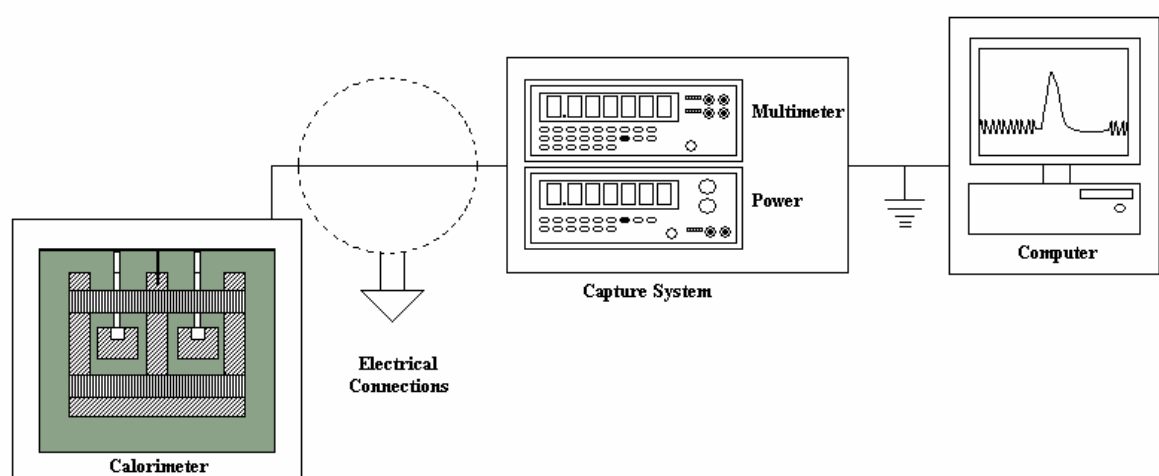 Multimeter
Power
Capture System
Computer
Electrical
Connections
Calorimeter